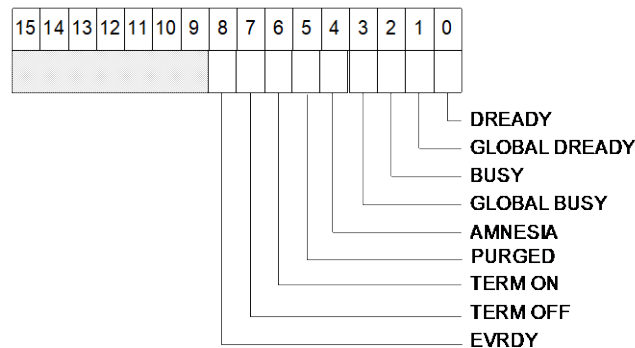 15 14 13 12 11 10 9 8 7 6 5 4 3 2 1 0
DREADY
GLOBAL DREADY
BUSY
GLOBAL BUSY
AMNESIA
PURGED
TERM ON
TERM OFF
EVRDY